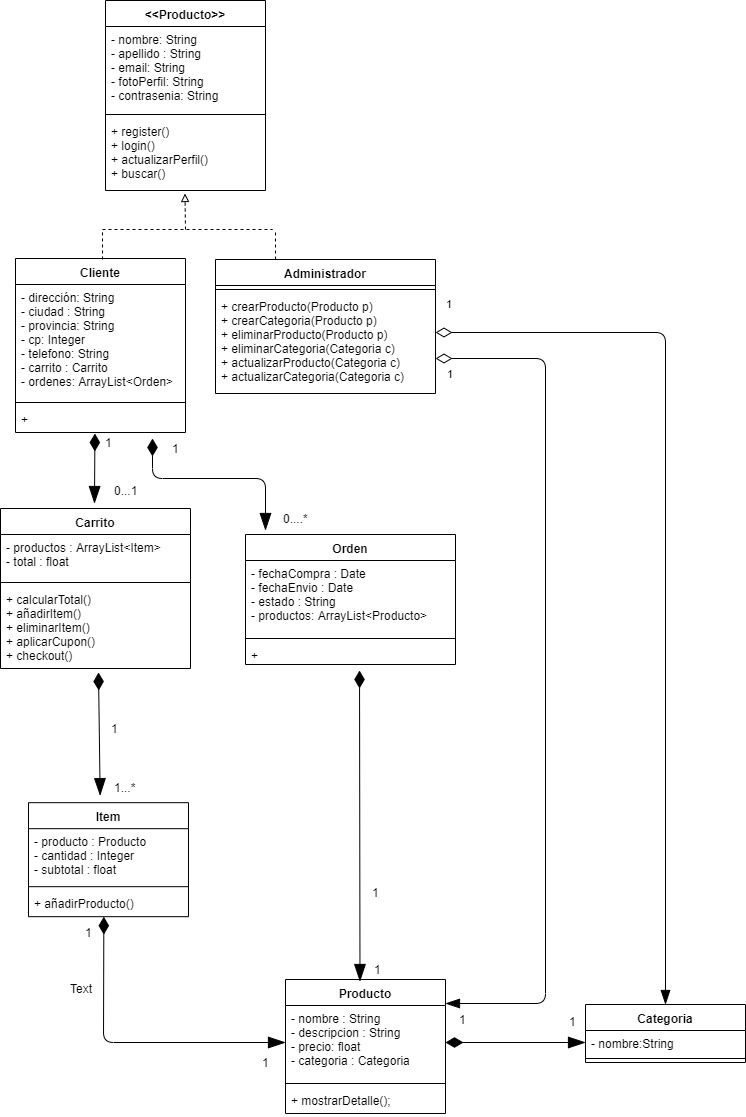 <<Producto>>
- nombre: String
- apellido : String
- email: String
- fotoPerfil: String
- contrasenia: String
+ register()
+ login()
+ actualizarPerfil()
+ buscar()
Cliente
- dirección: String
- ciudad : String
- provincia: String
- cp: Integer
- telefono: String
- carrito : Carrito
- ordenes: ArrayList<Orden>
+
Administrador
+ crearProducto(Producto p)
+ crearCategoria(Producto p)
+ eliminarProducto(Producto p)
+ eliminarCategoria(Categoria c)
+ actualizarProducto(Categoria c)
+ actualizarCategoria(Categoria c)
1
1
1
0...1
1
0....*
Carrito
- productos : ArrayList<Item>
- total : float
+ calcularTotal()
+ añadirItem()
+ eliminarItem()
+ aplicarCupon()
+ checkout()
Orden
- fechaCompra : Date
- fechaEnvio : Date
- estado : String
- productos: ArrayList<Producto>
+
1
1...*
Item
- producto : Producto
- cantidad : Integer
- subtotal : float
+ añadirProducto()
1
Text
1
1
1
Producto
- nombre : String
- descripcion : String
- precio: float
- categoria : Categoria
+ mostrarDetalle();
1
1
Categoria
- nombre:String